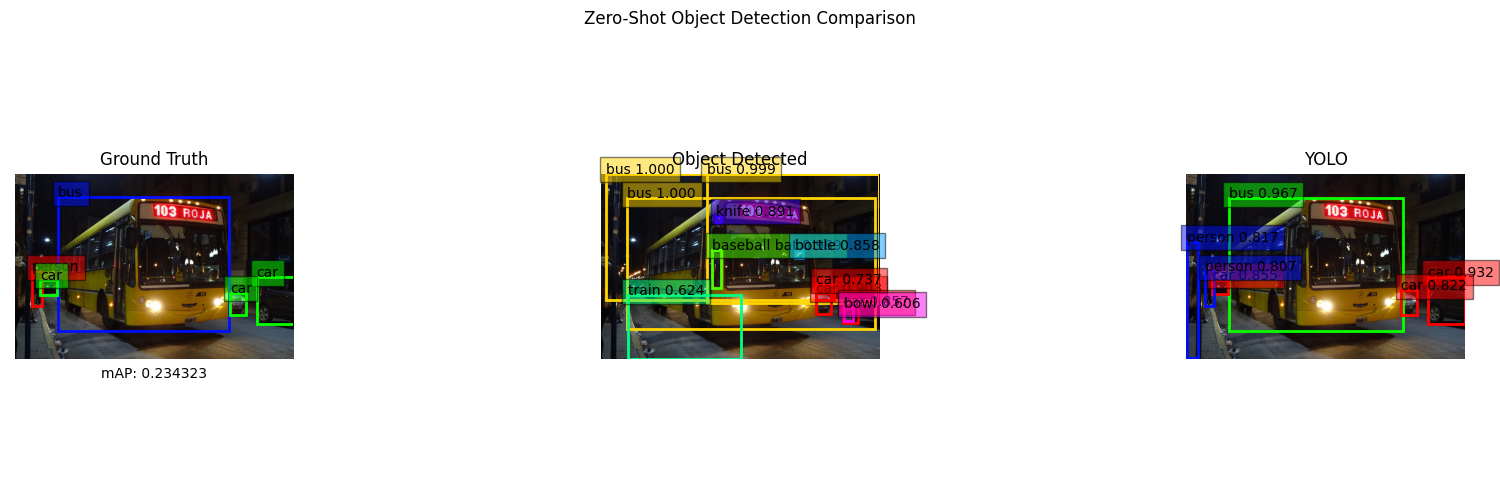 Zero-Shot Object Detection Comparison
Ground Truth
bus
person
car
car
car
103 ROJA
mAP: 0.234323
Object Detected
bus 1.000
bus 0.999
bus 1.000
knife 0.891
103 ROJA
baseball ba
bottle 0.858
car 0.737
train 0.624
bowl 0.606
YOLO
bus 0.967
103 ROJA
person 0.817
person 0.807
car 0.855
car 0.932
car 0.822